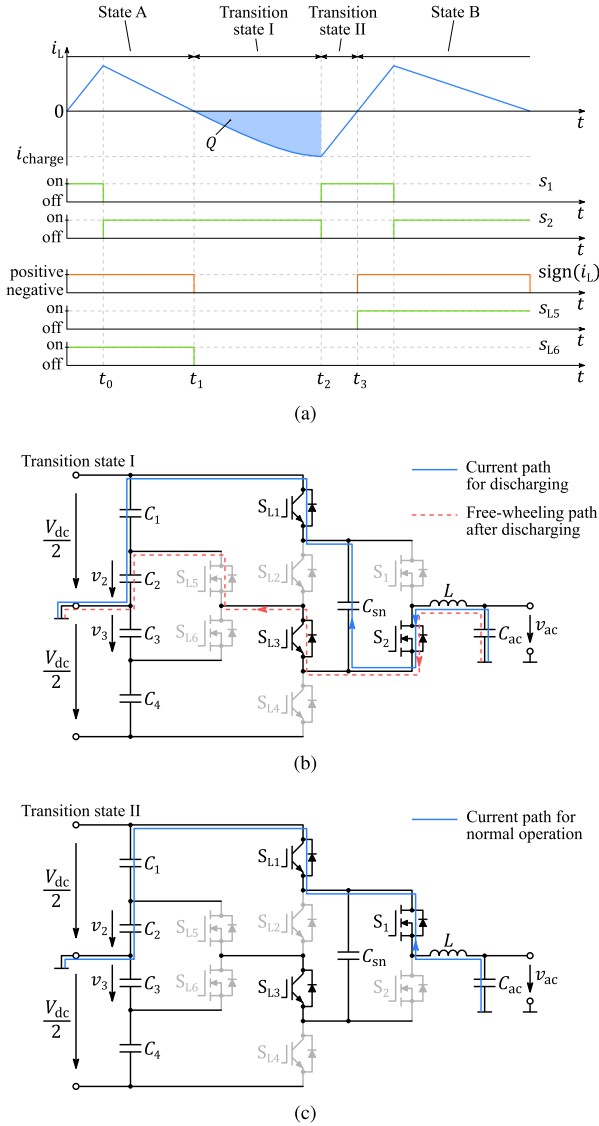 State A
Transition
state I
Transition
state II
State B
i_L
0
t
Q
i_charge
on
off
s_1
t
on
off
s_2
t
positive
negative
sign(i_L)
t
on
off
s_L5
t
on
off
s_L6
t_0
t_1
t_2
t_3
t
(a)
Transition state I
Current path
for discharging
Free-wheeling path
after discharging
V_dc
2
C_1
S_L1
v_2
C_2
S_L5
S_L2
C_sn
S_1
L
v_3
C_3
S_L6
S_L3
S_2
C_ac
v_ac
V_dc
2
C_4
S_L4
(b)
Transition state II
Current path for
normal operation
V_dc
2
C_1
S_L1
v_2
C_2
S_L5
S_L2
C_sn
S_1
L
v_3
C_3
S_L6
S_L3
S_2
C_ac
v_ac
V_dc
2
C_4
S_L4
(c)